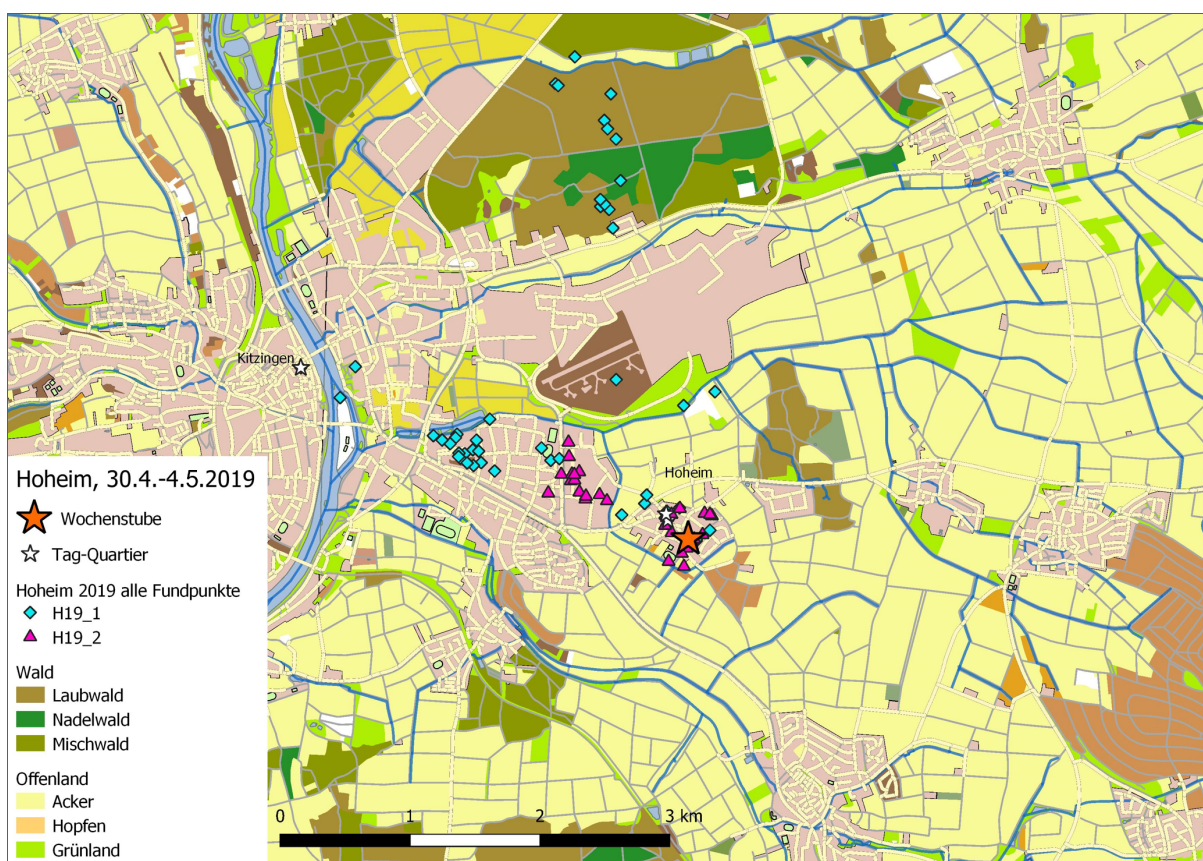 Kitzingen
Hoheim
Hoheim, 30.4.-4.5.2019
Wochenstube
Tag-Quartier
Hoheim 2019 alle Fundpunkte
H19_1
H19_2
Wald
Laubwald
Nadelwald
Mischwald
Offenland
Acker
Hopfen
Grünland
0 1 2 3 km